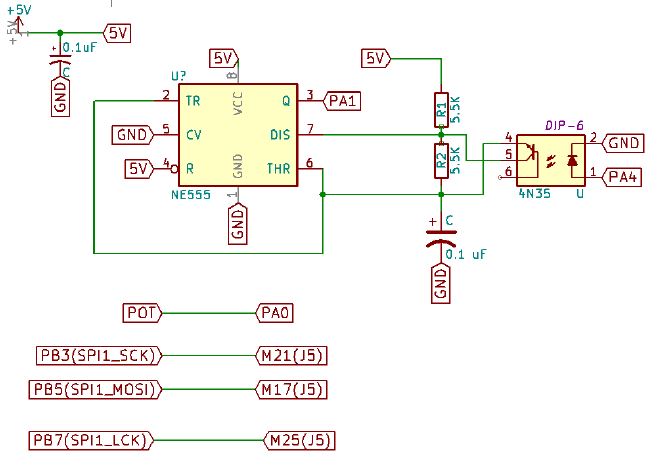 +5V
+5V
0.1uF
C
GND
5V
5V
5V
U?
8
VCC
2
TR
Q
3
PA1
GND
5
CV
DIS
7
5V
4
R
THR
6
GND
NE555
1
GND
R1
5.5K
R2
5.5K
DIP-6
4
5
6
2
GND
1
PA4
4N35
U
+
C
0.1 uF
GND
POT
PA0
PB3(SPI1_SCK)
M21(J5)
PB5(SPI1_MOSI)
M17(J5)
PB7(SPI1_LCK)
M25(J5)